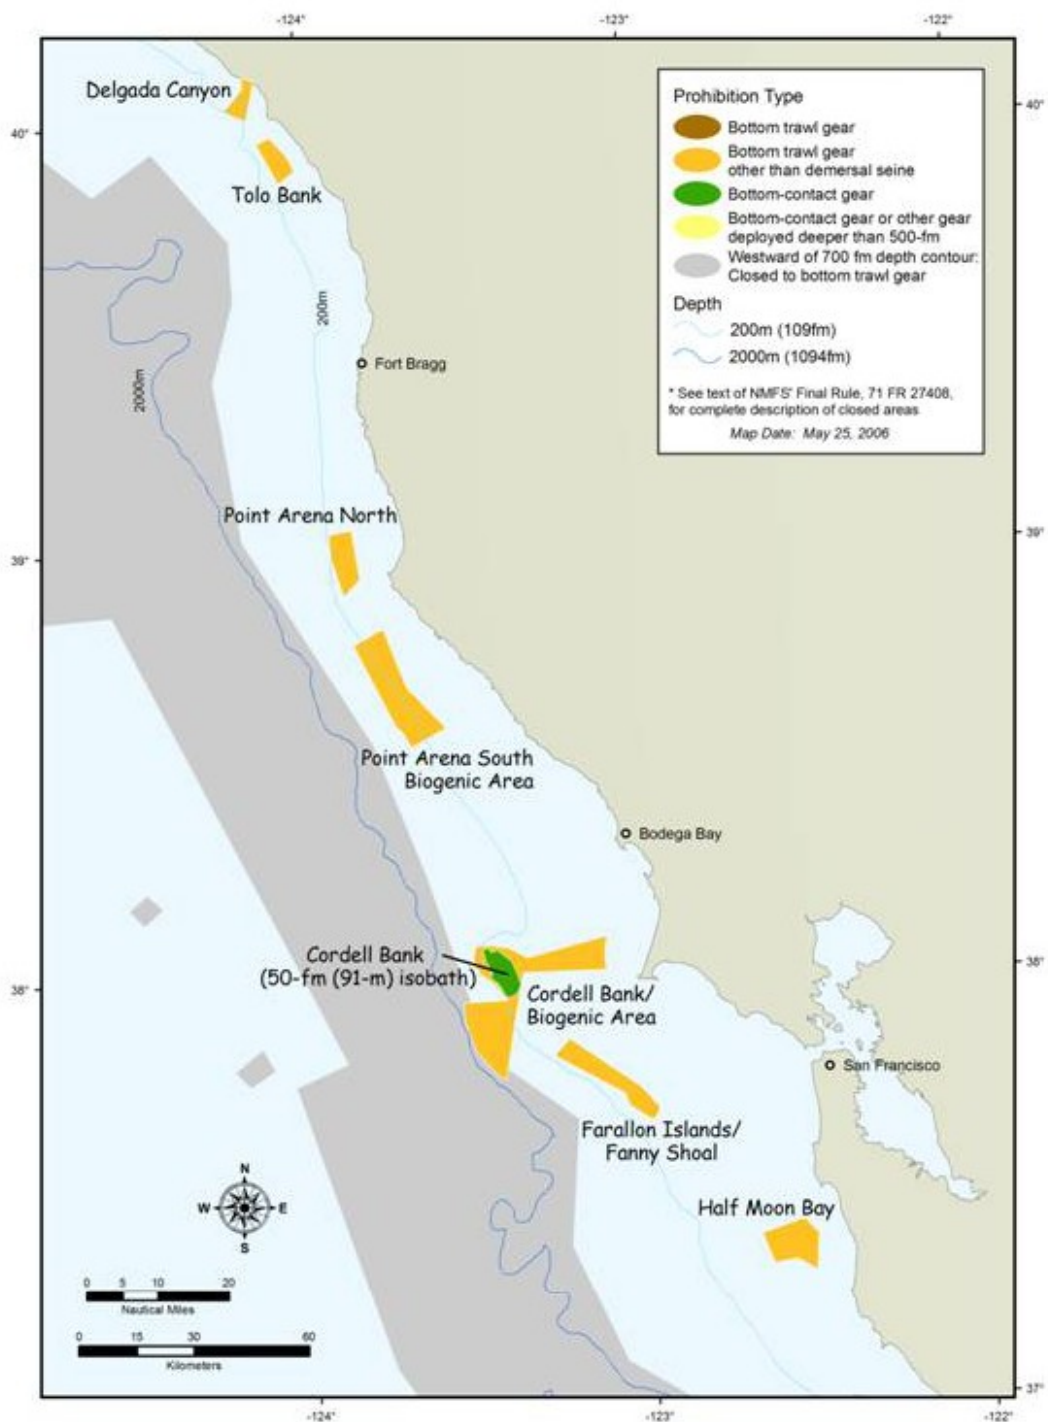 -124°
-123°
-122°
Delgada Canyon
40°
Tolo Bank
Prohibition Type
Bottom trawl gear
Bottom trawl gear
other than demersal seine
Bottom-contact gear
Bottom-contact gear or other gear
deployed deeper than 500-fm
Westward of 700 fm depth contour:
Closed to bottom trawl gear
Depth
200m (109fm)
2000m (1094fm)
* See text of NMFS' Final Rule, 71 FR 27408,
for complete description of closed areas
Map Date: May 25, 2006
40°
200m
Fort Bragg
2000m
Point Arena North
39°
39°
Point Arena South
Biogenic Area
Bodega Bay
Cordell Bank
(50-fm (91-m) isobath)
38°
38°
Cordell Bank/
Biogenic Area
San Francisco
Farallon Islands/
Fanny Shoal
Half Moon Bay
N
W
E
S
0 5 10 20
Nautical Miles
0 15 30 60
Kilometers
37°
-124°
-123°
-122°